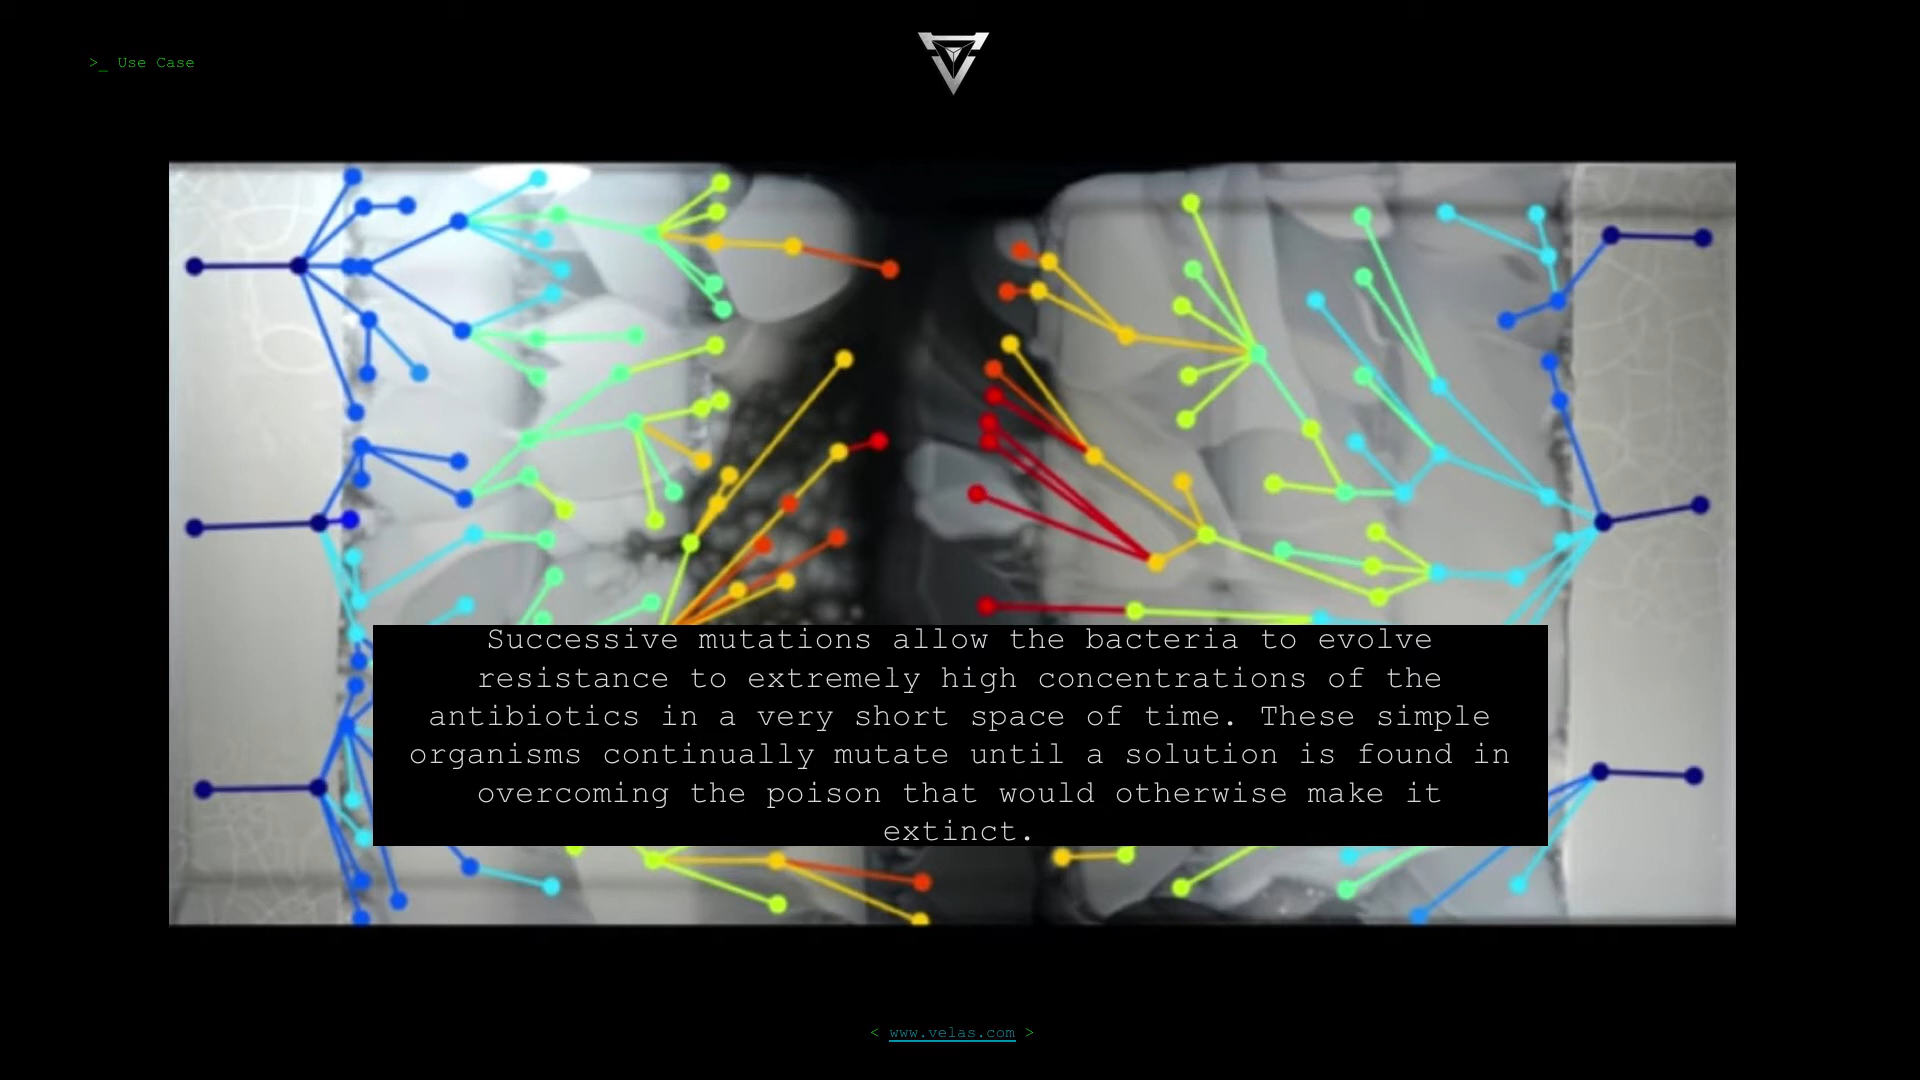 >_ Use Case
Successive mutations allow the bacteria to evolve
resistance to extremely high concentrations of the
antibiotics in a very short space of time. These simple
organisms continually mutate until a solution is found in
overcoming the poison that would otherwise make it
extinct.
< www.velas.com >